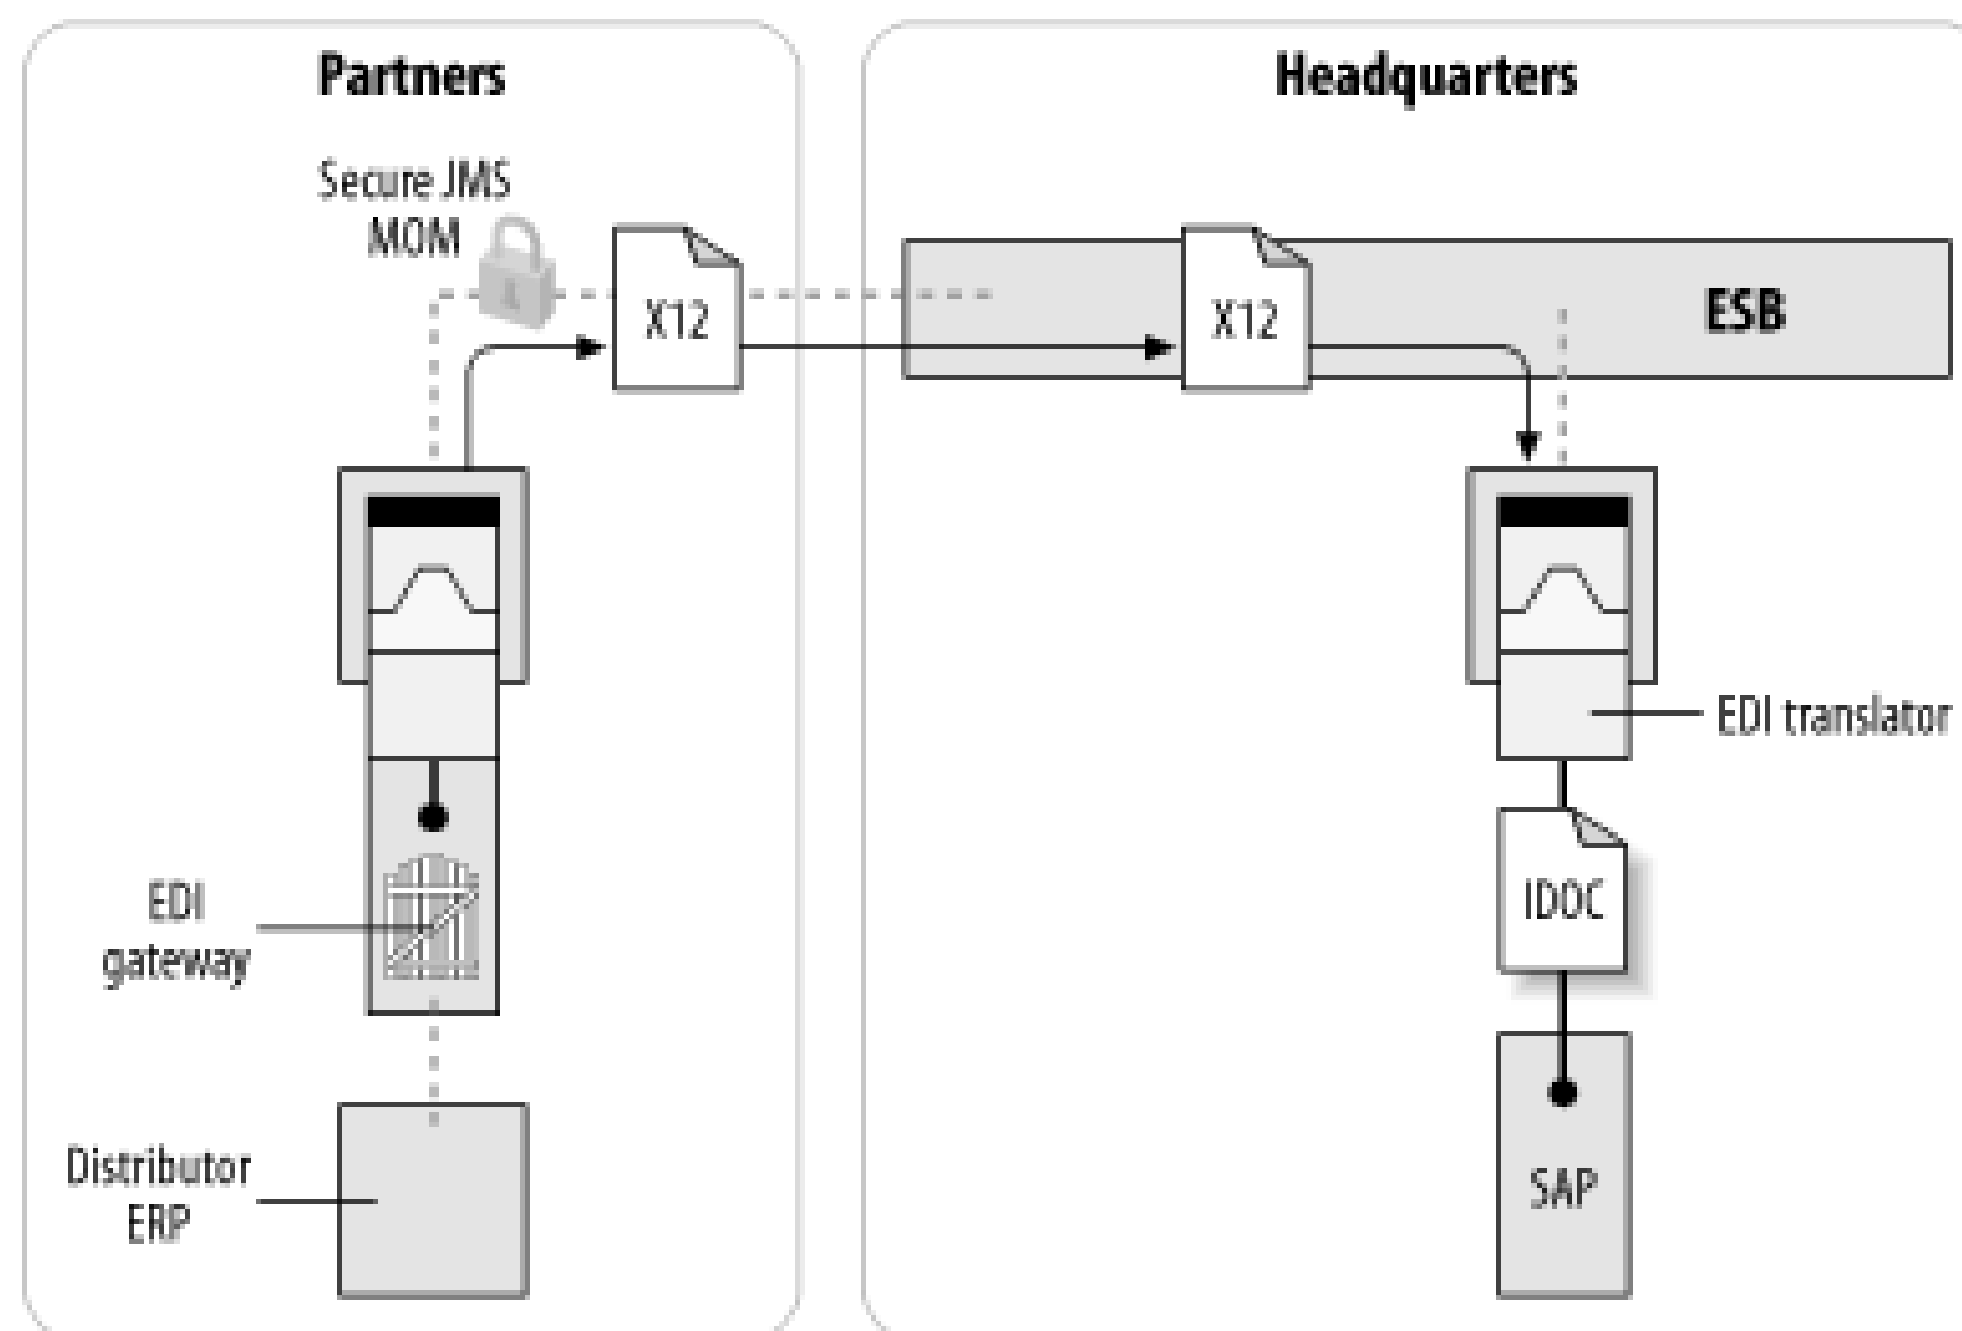 Partners
Secure JMS
MOM
X12
EDI
gateway
Distributor
ERP
Headquarters
X12
ESB
EDI translator
IDOC
SAP